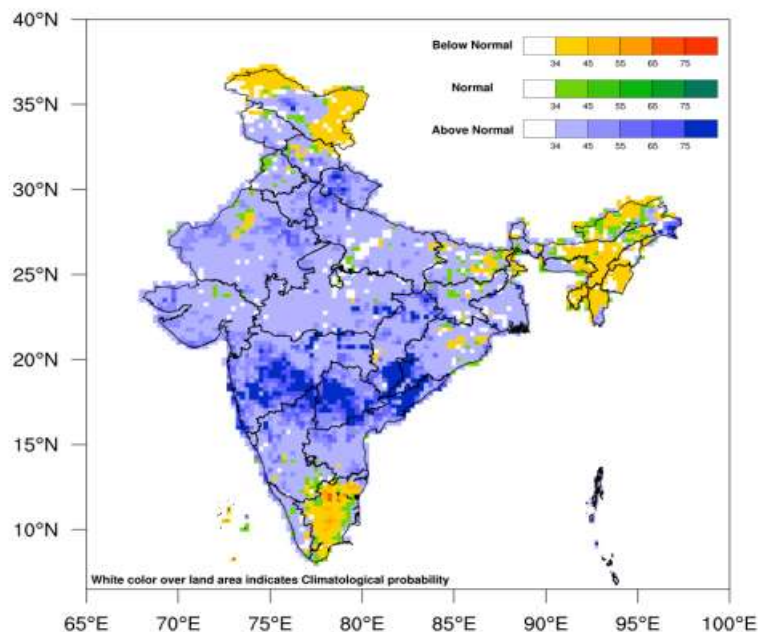 40°N
Below Normal
34 45 55 65 75
Normal
34 45 55 65 75
Above Normal
34 45 55 65 75
35°N
30°N
25°N
20°N
15°N
10°N
White color over land area indicates Climatological probability
65°E 70°E 75°E 80°E 85°E 90°E 95°E 100°E